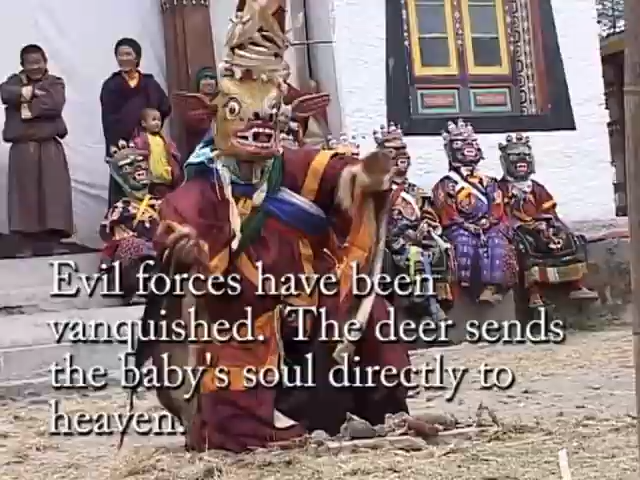 Evil forces have been
vanquished.  The deer sends
the baby's soul directly to
heaven.